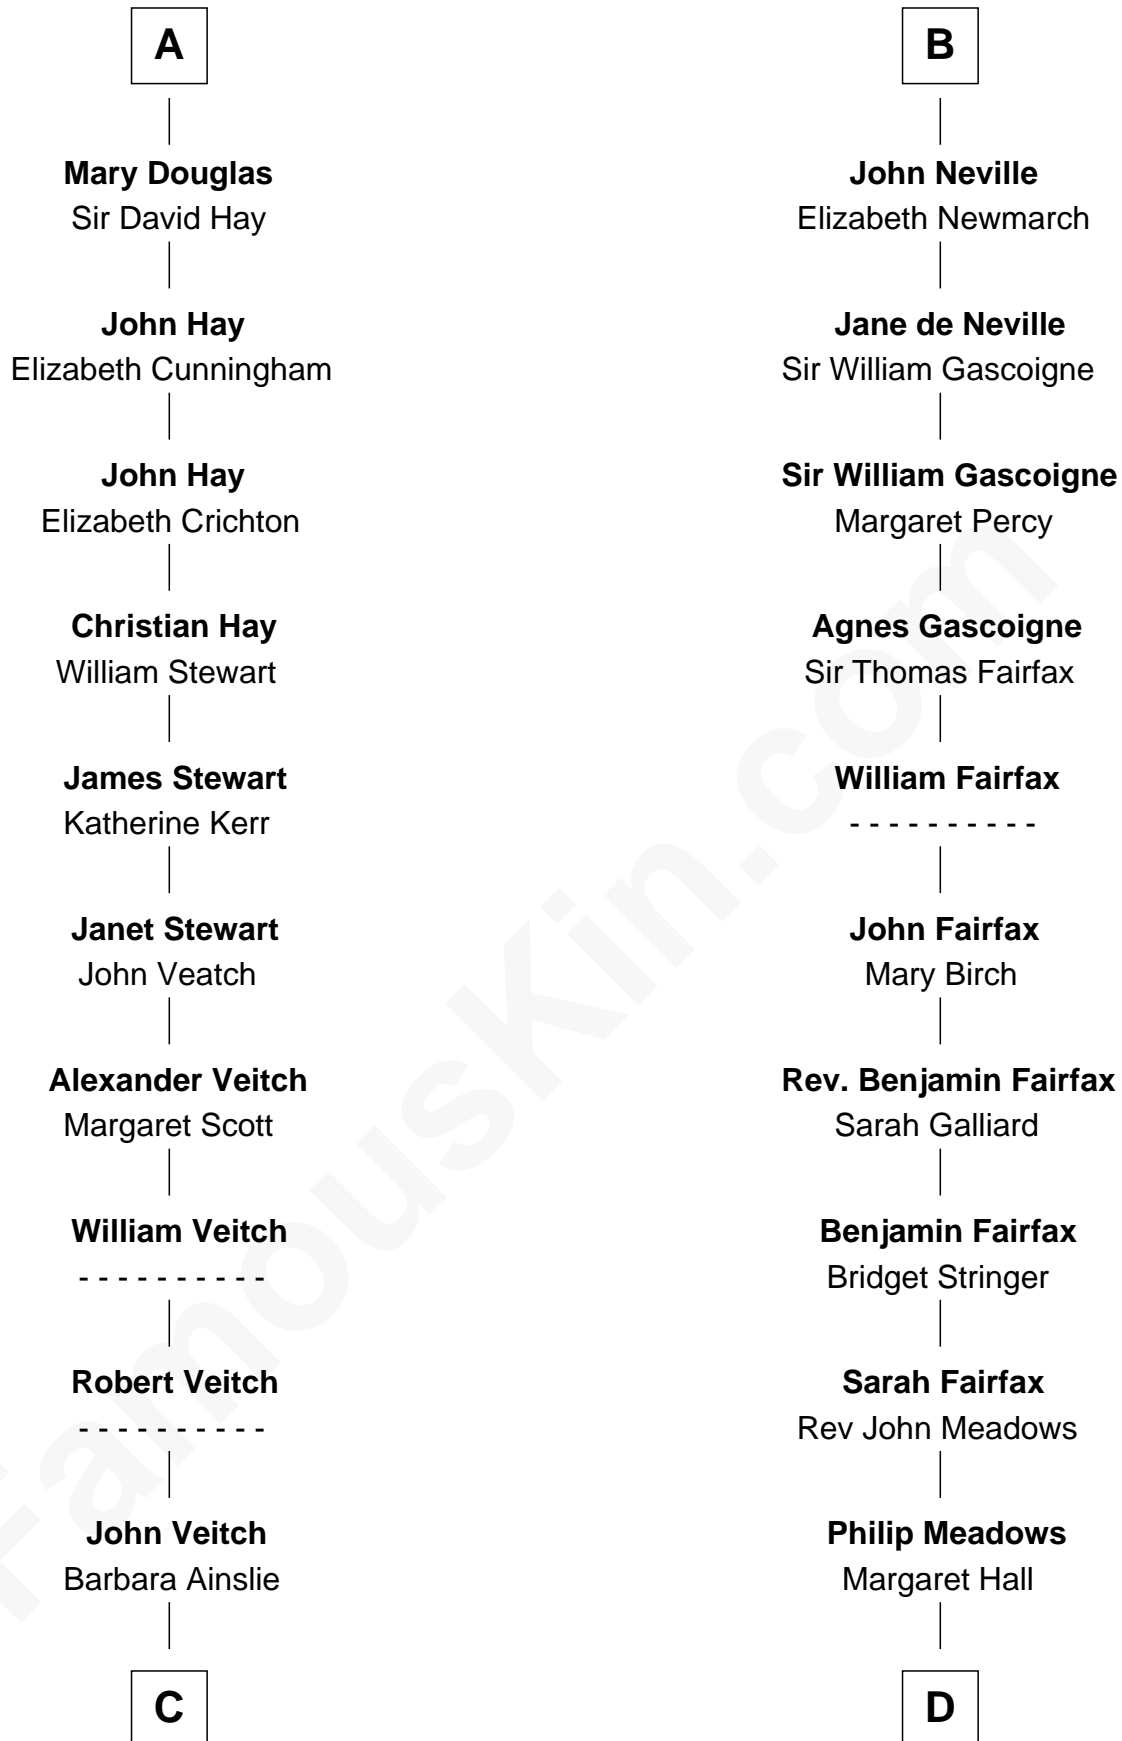 A
Mary Douglas
Sir David Hay
John Hay
Elizabeth Cunningham
John Hay
Elizabeth Crichton
Christian Hay
William Stewart
James Stewart
Katherine Kerr
Janet Stewart
John Veatch
Alexander Veitch
Margaret Scott
William Veitch
- - - - - - - - - -
Robert Veitch
- - - - - - - - - -
John Veitch
Barbara Ainslie
C
B
John Neville
Elizabeth Newmarch
Jane de Neville
Sir William Gascoigne
Sir William Gascoigne
Margaret Percy
Agnes Gascoigne
Sir Thomas Fairfax
William Fairfax
- - - - - - - - - -
John Fairfax
Mary Birch
Rev. Benjamin Fairfax
Sarah Galliard
Benjamin Fairfax
Bridget Stringer
Sarah Fairfax
Rev John Meadows
Philip Meadows
Margaret Hall
D
FamousKin.com